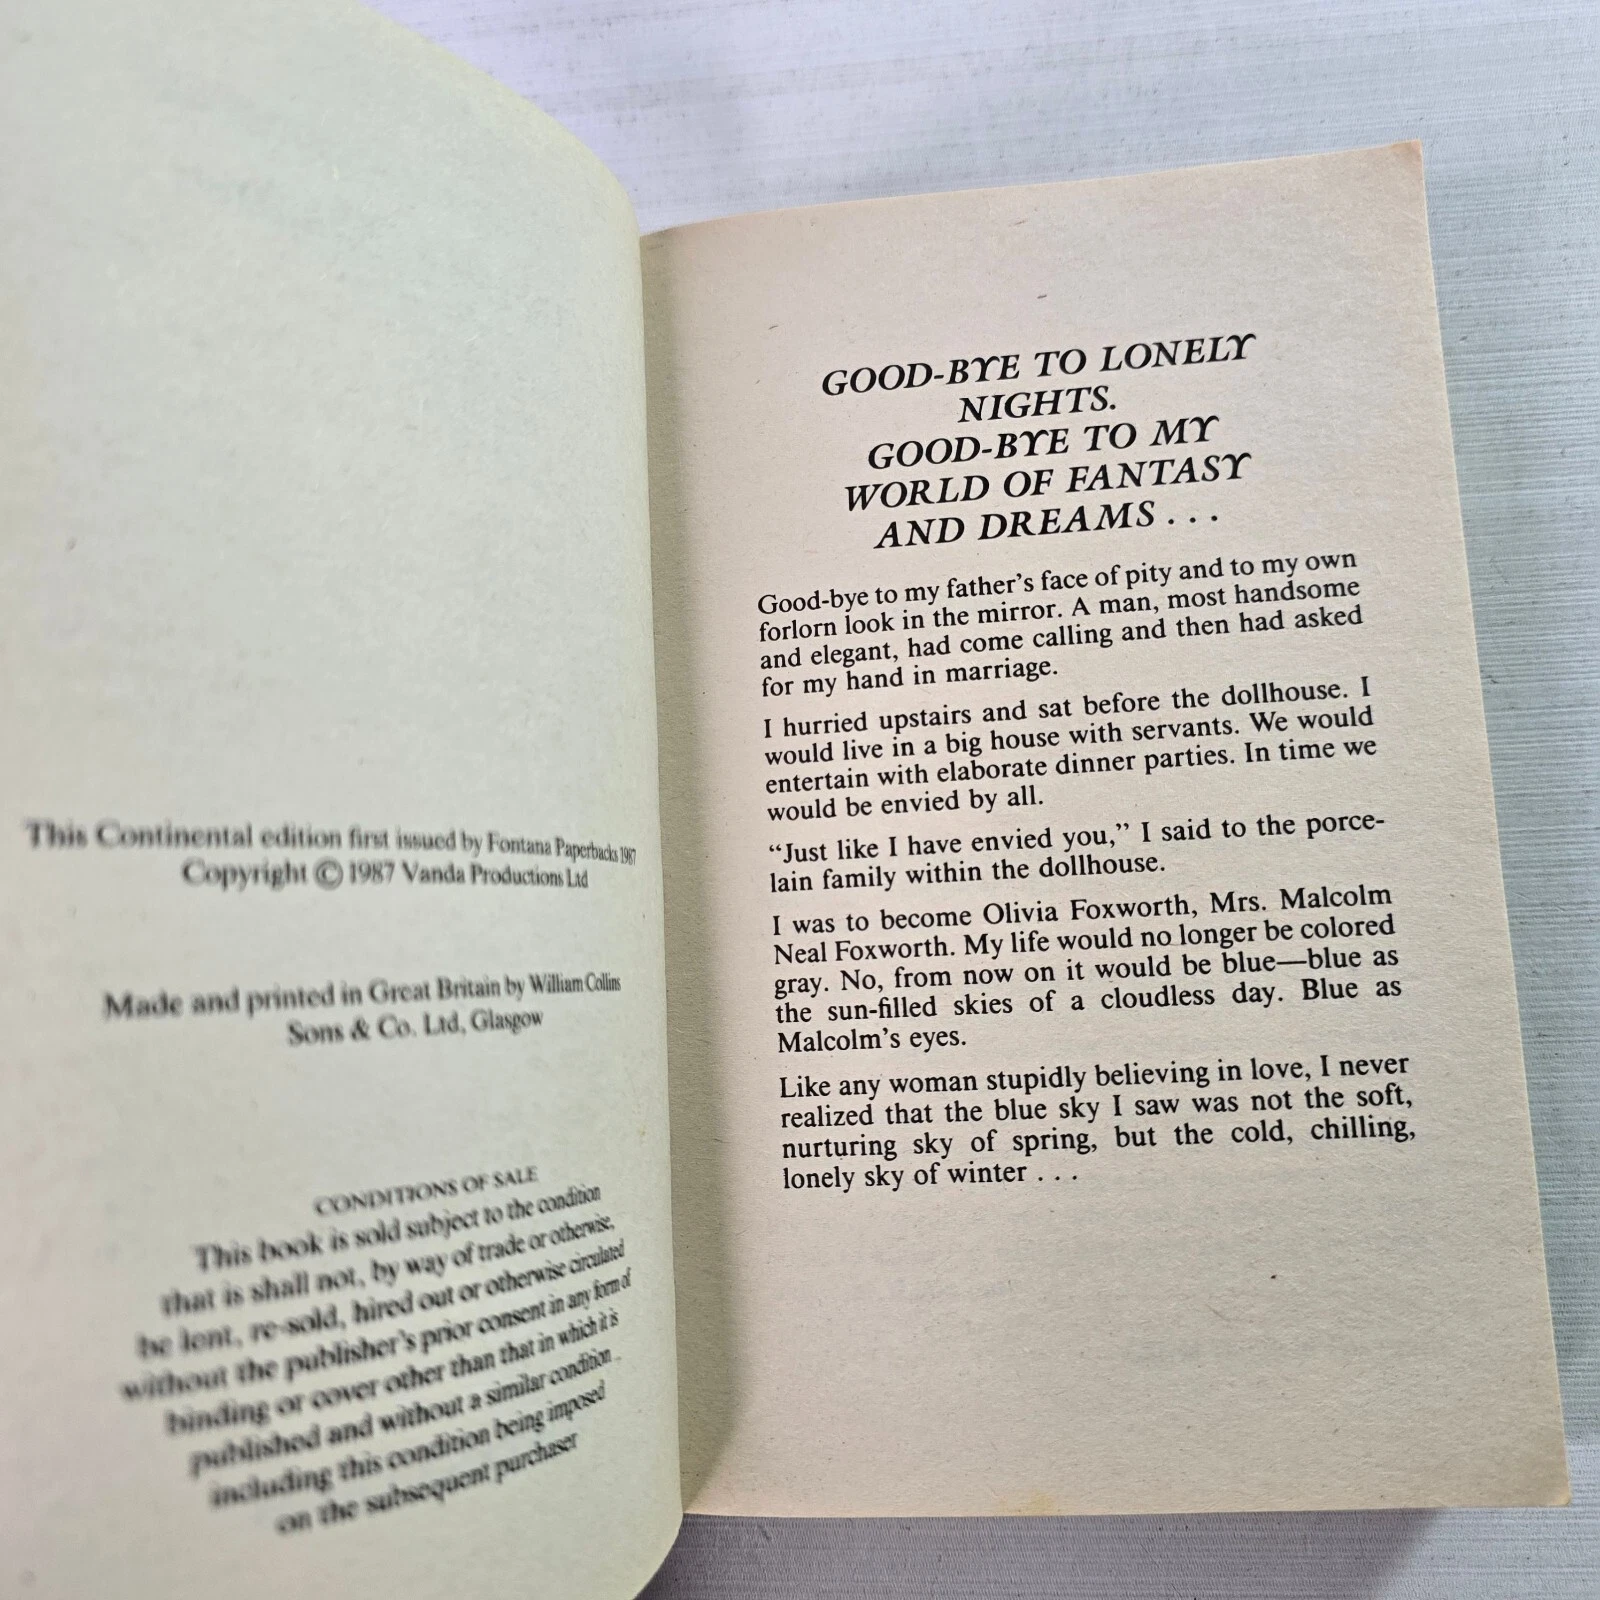 This Continental edition first issued by Fontana Paperbacks 1987
Copyright © 1987 Vanda Productions Ltd
Made and printed in Great Britain by William Collins
Sons & Co. Ltd, Glasgow
CONDITIONS OF SALE
This book is sold subject to the condition
that is shall not, by way of trade or otherwise,
be lent, re-sold, hired out or otherwise circulated
without the publisher's prior consent in any form of
binding or cover other than that in which it is
published and without a similar condition
including this condition being imposed
on the subsequent purchaser
GOOD-BYE TO LONELY
NIGHTS.
GOOD-BYE TO MY
WORLD OF FANTASY
AND DREAMS . . .
Good-bye to my father's face of pity and to my own
forlorn look in the mirror. A man, most handsome
and elegant, had come calling and then had asked
for my hand in marriage.
I hurried upstairs and sat before the dollhouse. I
would live in a big house with servants. We would
entertain with elaborate dinner parties. In time we
would be envied by all.
"Just like I have envied you," I said to the porce-
lain family within the dollhouse.
I was to become Olivia Foxworth, Mrs. Malcolm
Neal Foxworth. My life would no longer be colored
gray. No, from now on it would be blue—blue as
the sun-filled skies of a cloudless day. Blue as
Malcolm's eyes.
Like any woman stupidly believing in love, I never
realized that the blue sky I saw was not the soft,
nurturing sky of spring, but the cold, chilling,
lonely sky of winter . . .